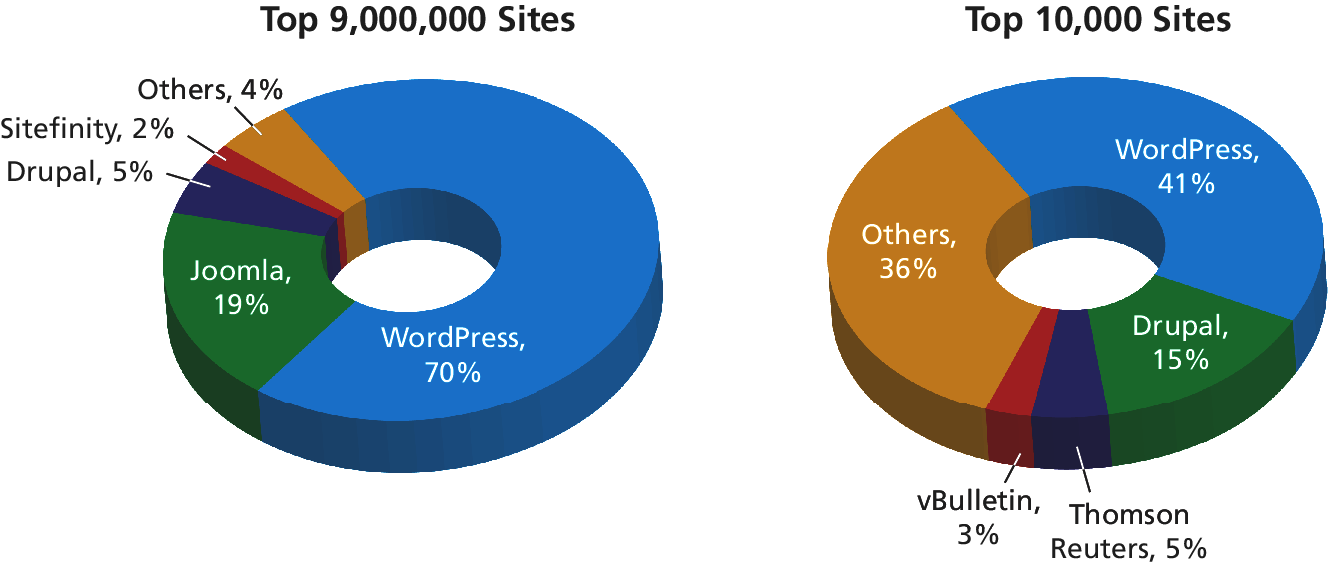 Top 9,000,000 Sites
Others, 4%
Sitefinity, 2%
Drupal, 5%
Joomla,
19%
WordPress,
70%
Top 10,000 Sites
WordPress,
41%
Others,
36%
Drupal,
15%
vBulletin,
3%
Thomson
Reuters, 5%